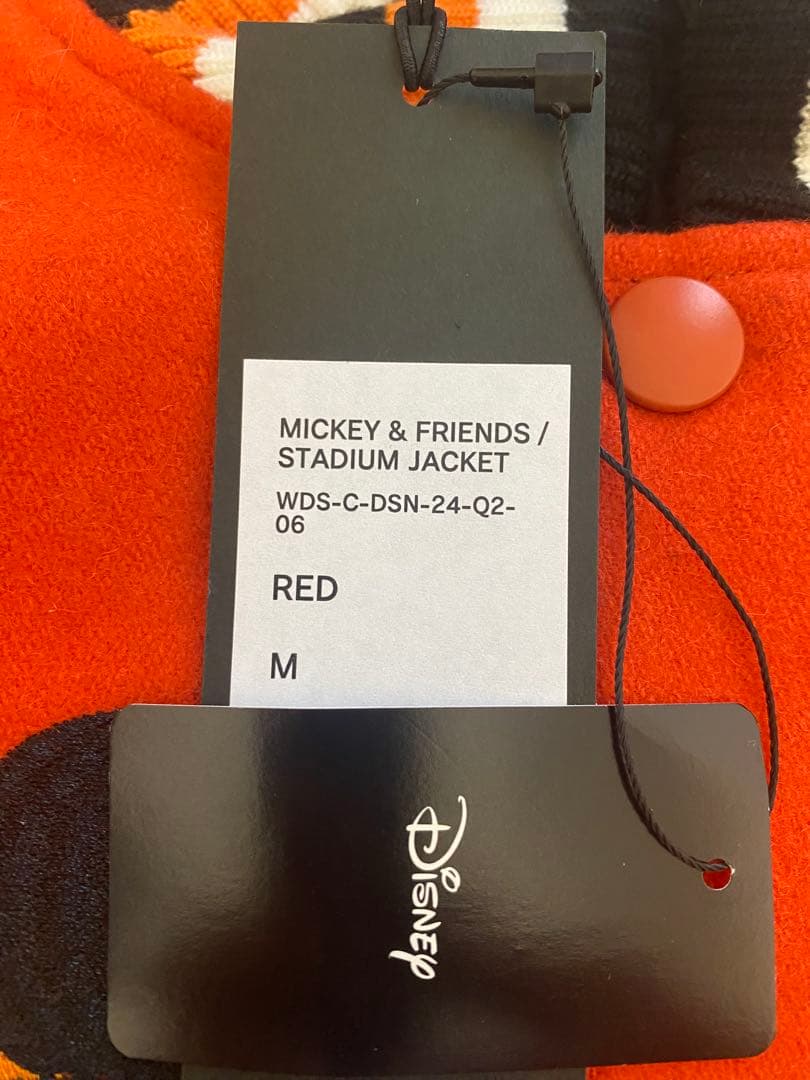 MICKEY & FRIENDS /
STADIUM JACKET
WDS-C-DSN-24-Q2-
06
RED
M
Disney